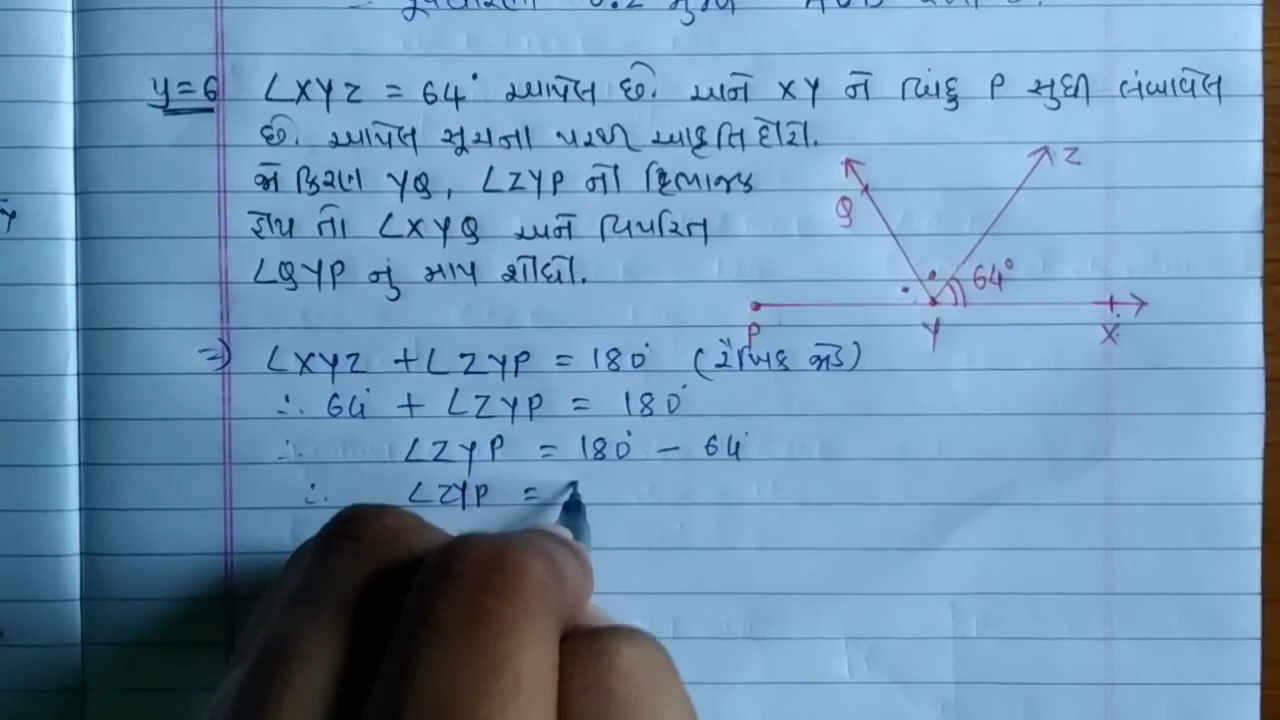 પ્ર-6 ∠XYZ = 64° આપેલ છે. અને XY ને બિંદુ P સુધી લંબાવેલ
છે. આપેલ સૂચના પરથી આકૃતિ દોરો.
જો કિરણ YQ, ∠ZYP નો દ્વિભાજક
હોય તો ∠XYQ અને વિપરિત
∠QYP નું માપ શોધો.
Q
Z
64°
P
Y
X
⇒ ∠XYZ + ∠ZYP = 180° (રૈખિક જોડ)
∴ 64° + ∠ZYP = 180°
∴ ∠ZYP = 180° - 64°
∴ ∠ZYP =